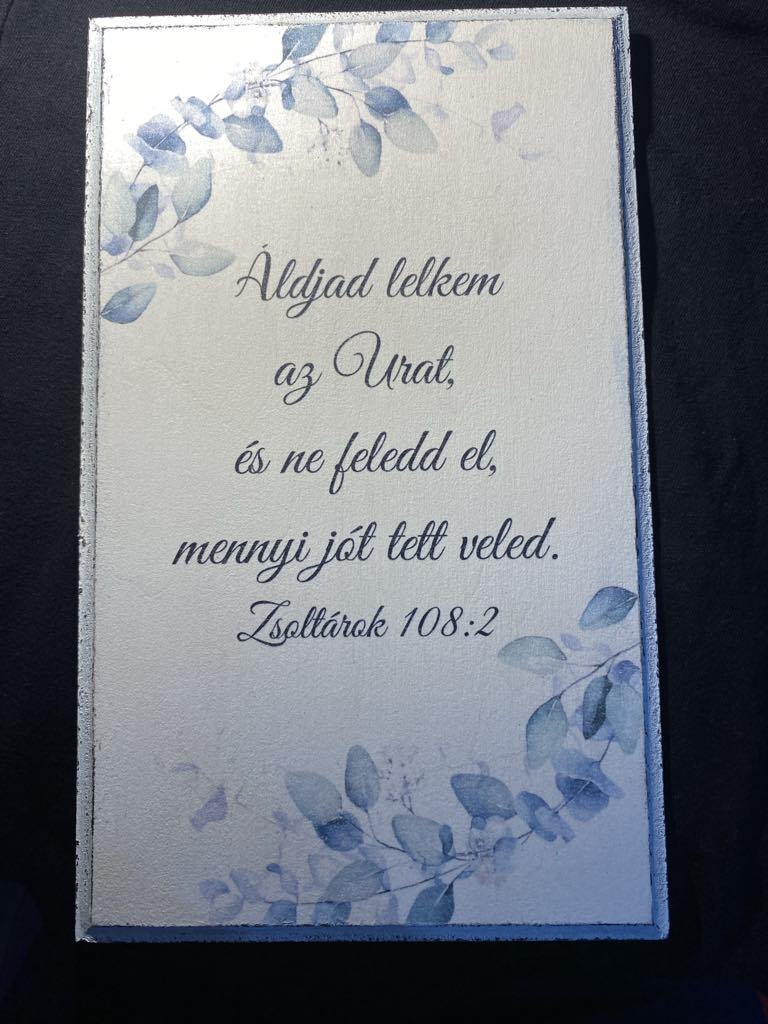 Áldjad lelkem
az Urat,
és ne feledd el,
mennyi jót tett veled.
Zsoltárok 108:2